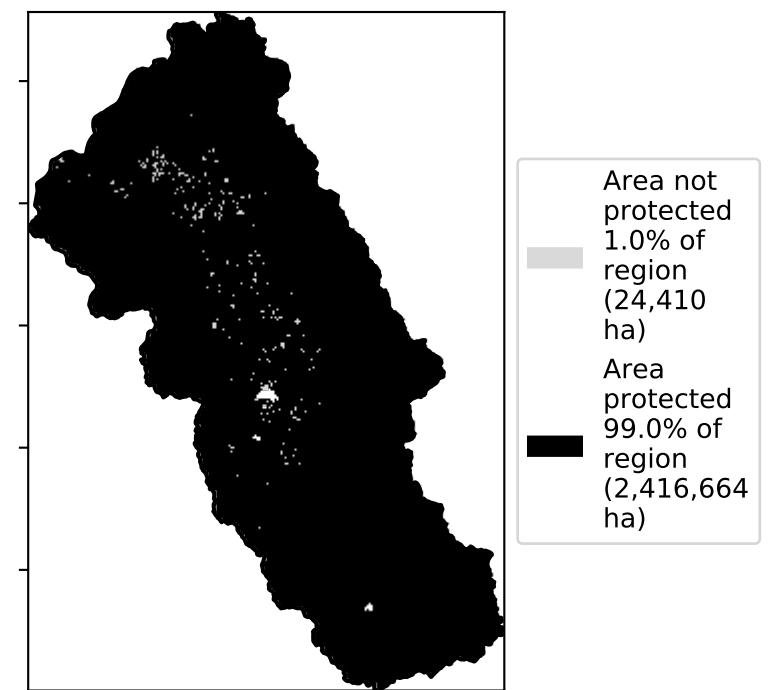 Area not
protected
1.0% of
region
(24,410
ha)
Area
protected
99.0% of
region
(2,416,664
ha)